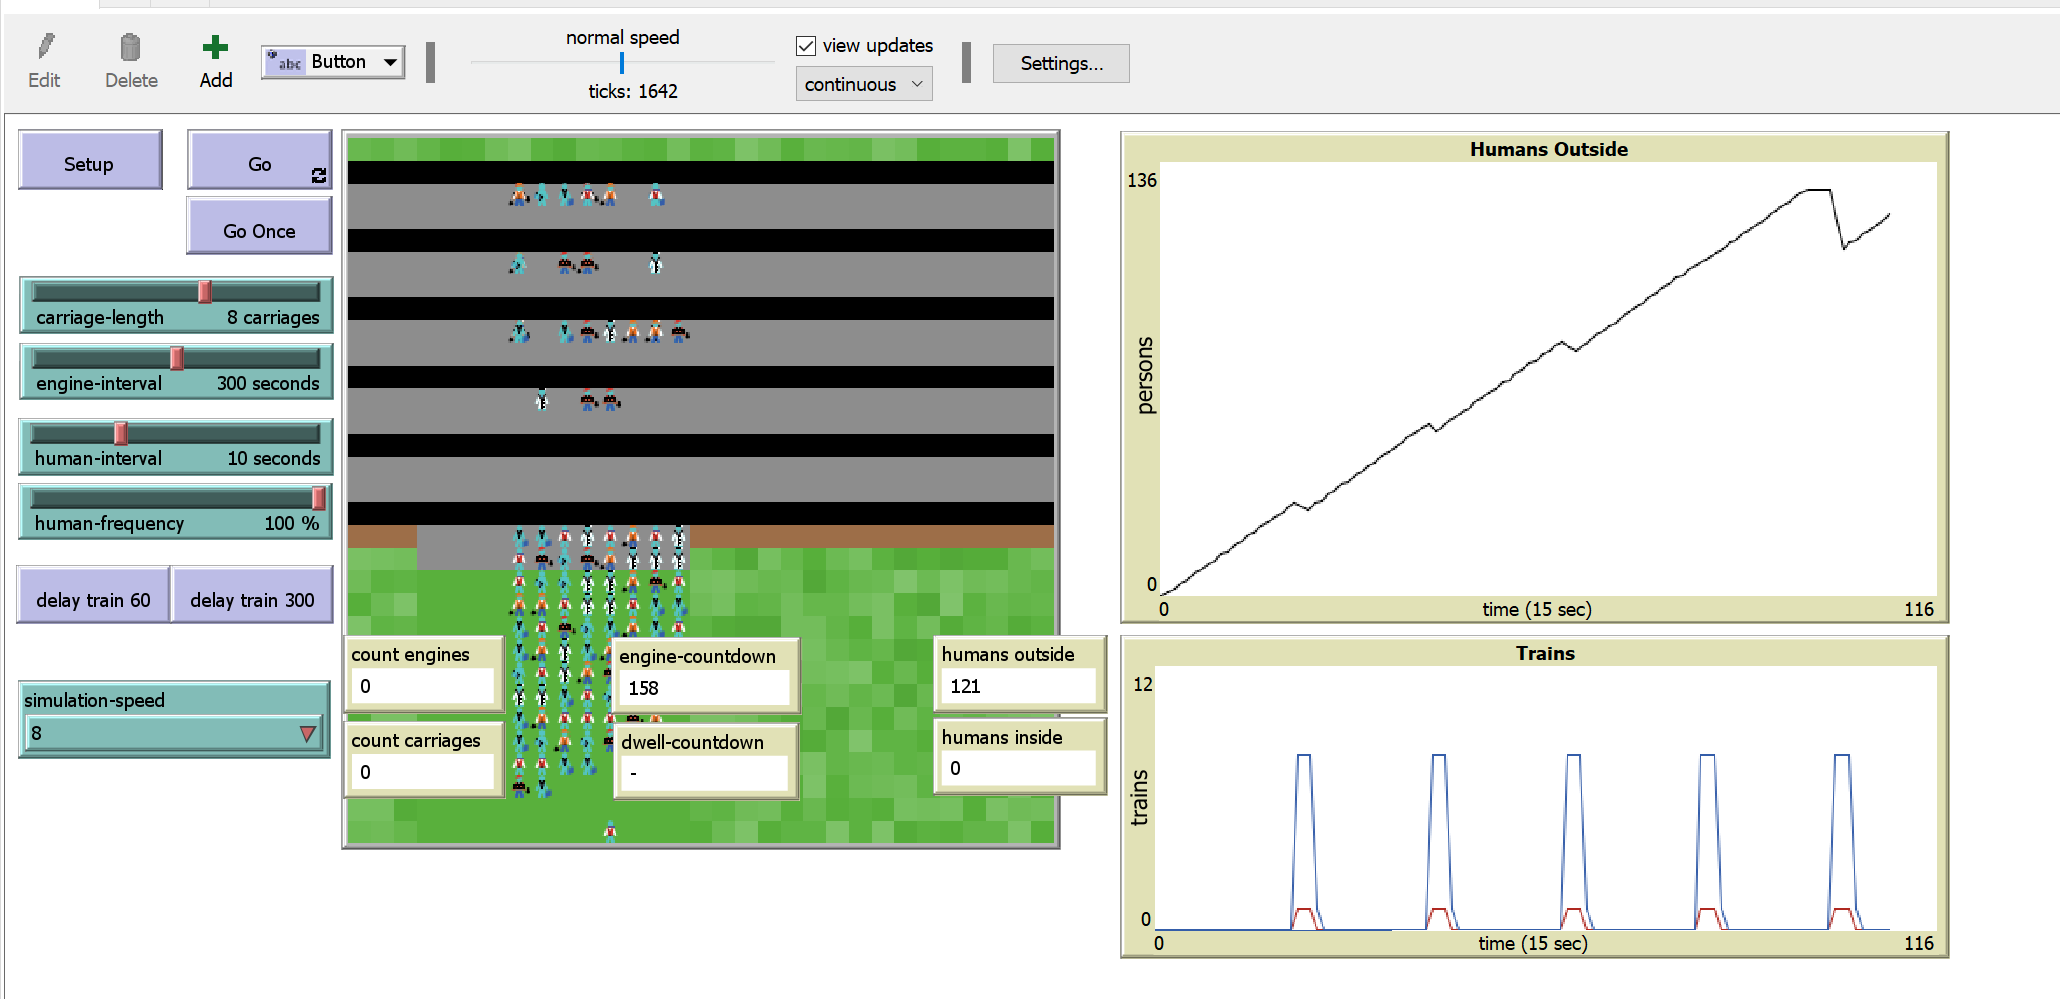 Edit
Delete
Add
abc Button
normal speed
ticks: 1642
view updates
continuous
Settings...
Setup
Go
Go Once
carriage-length 8 carriages
engine-interval 300 seconds
human-interval 10 seconds
human-frequency 100 %
delay train 60
delay train 300
simulation-speed
8
count engines
0
count carriages
0
engine-countdown
158
dwell-countdown
-
humans outside
121
humans inside
0
Humans Outside
136
persons
0
0 time (15 sec) 116
Trains
12
trains
0
0 time (15 sec) 116